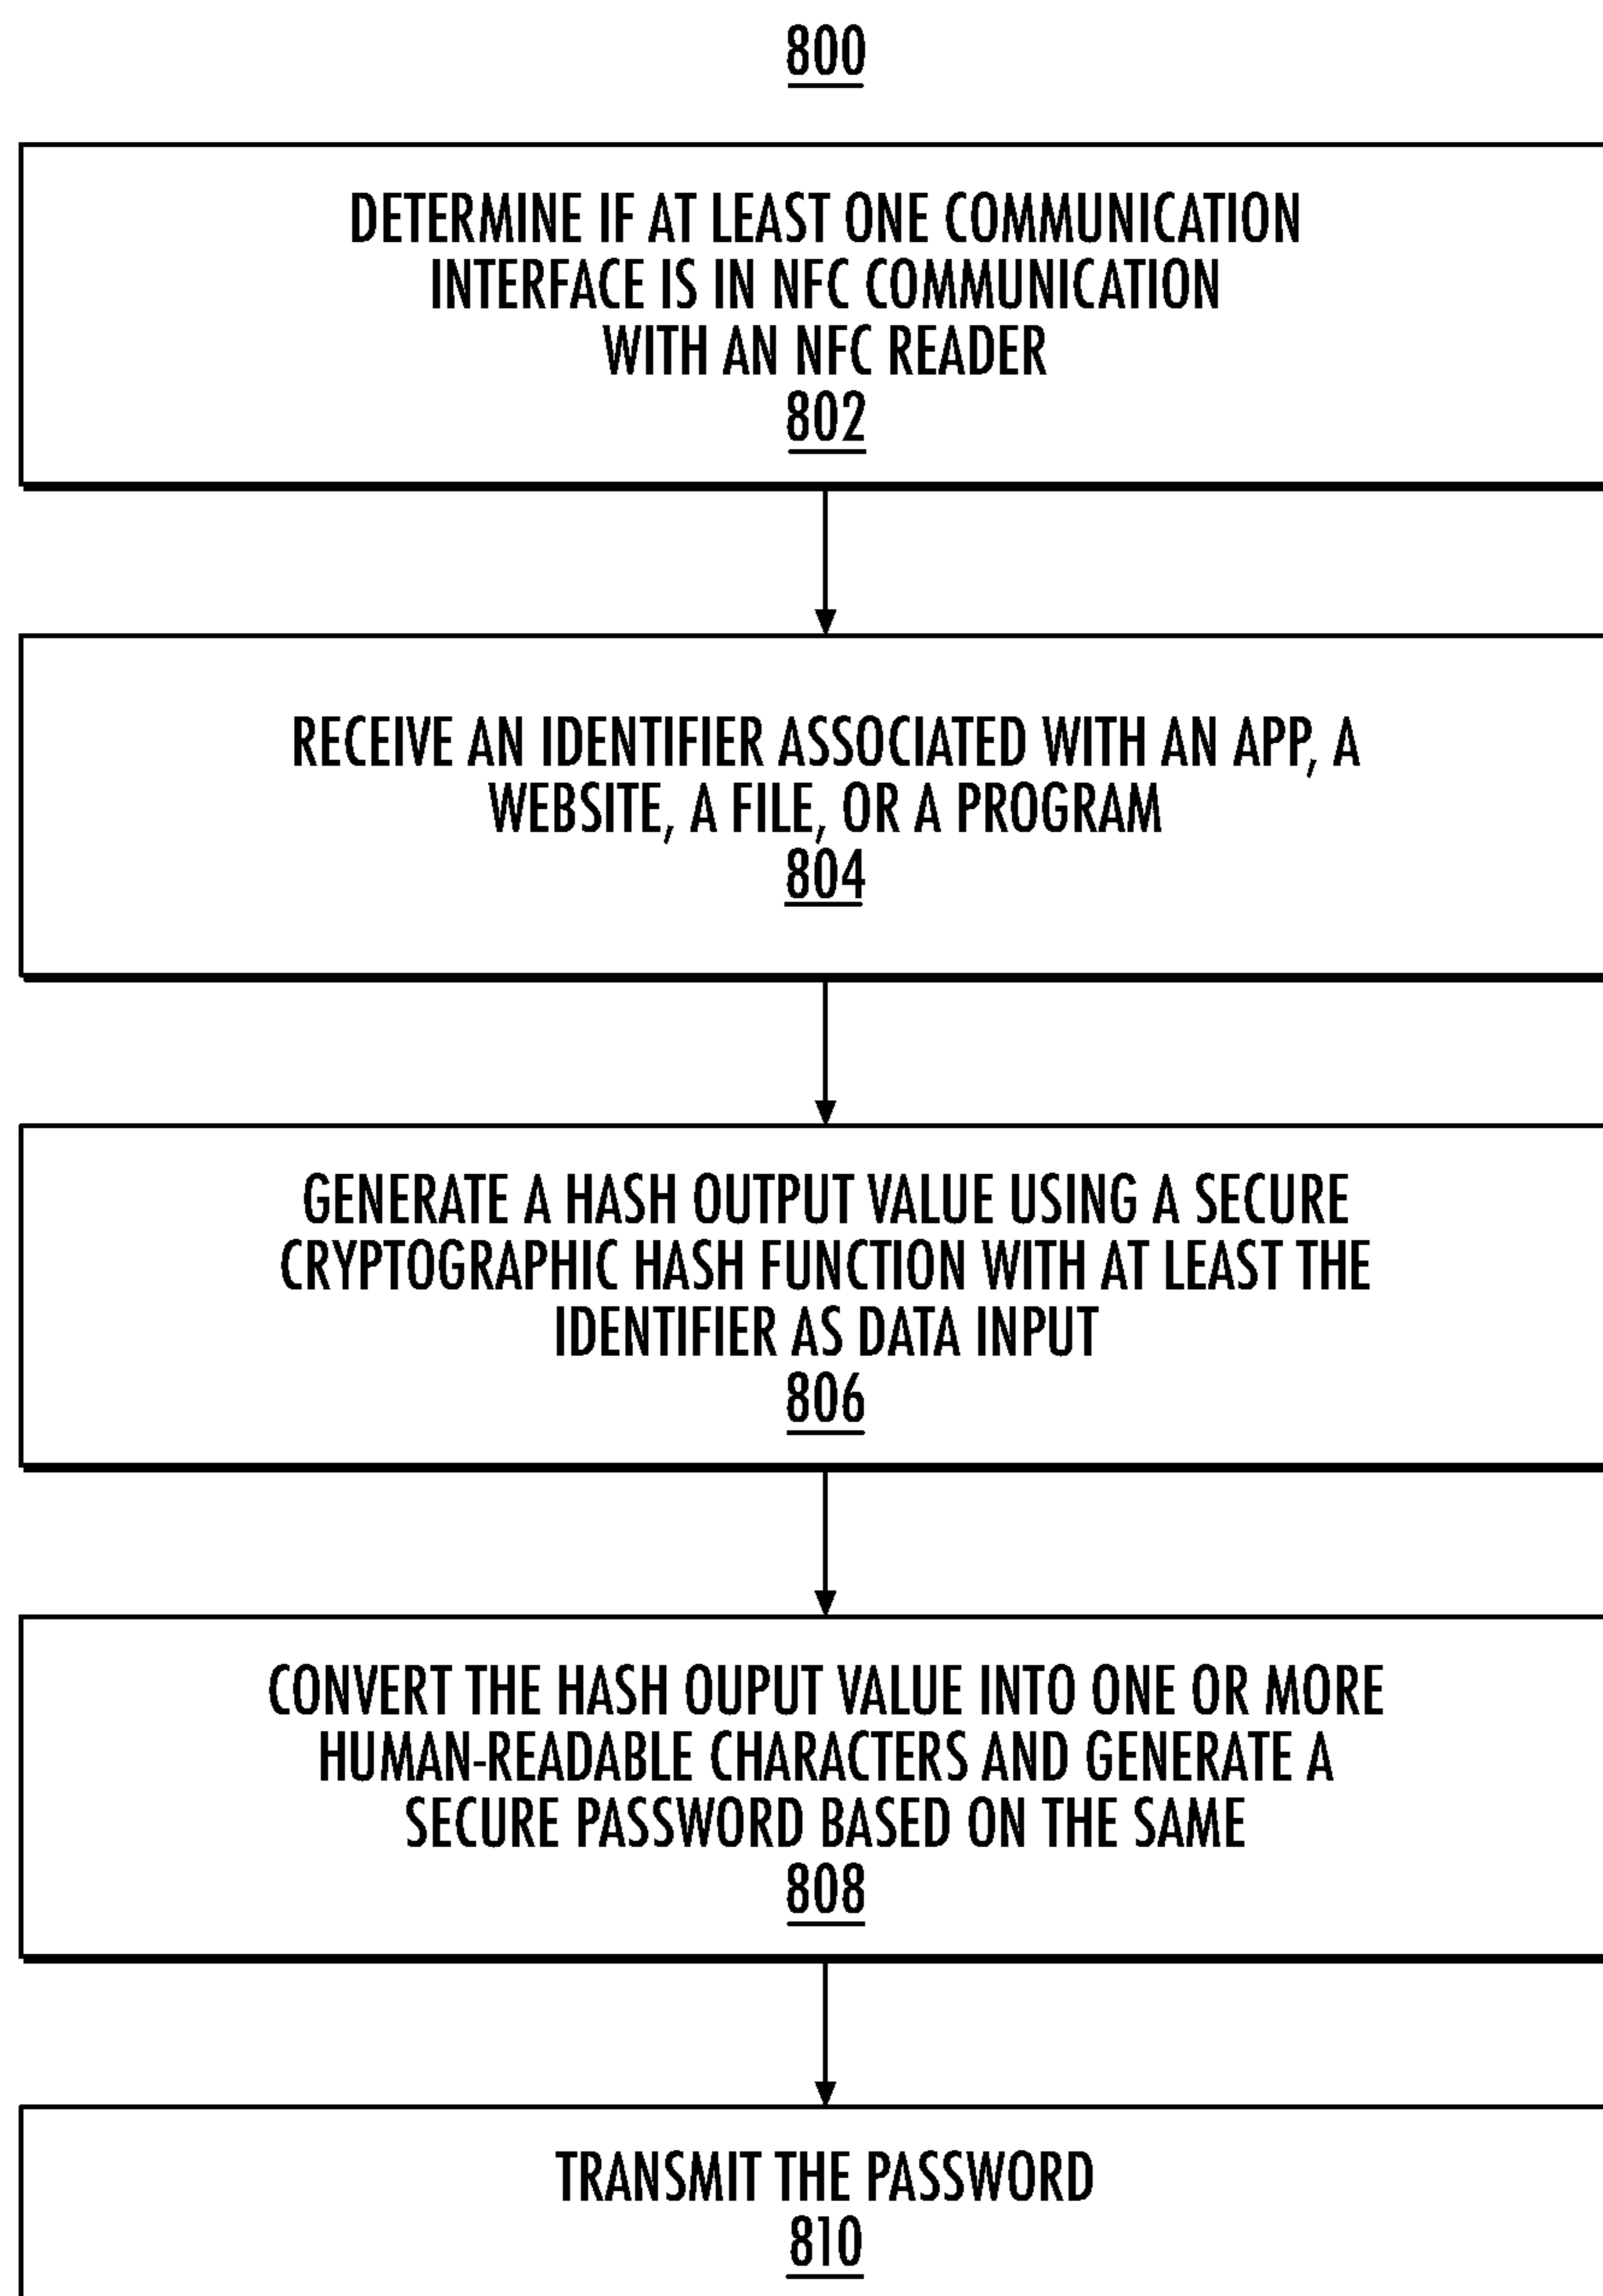 800
DETERMINE IF AT LEAST ONE COMMUNICATION
INTERFACE IS IN NFC COMMUNICATION
WITH AN NFC READER
802
RECEIVE AN IDENTIFIER ASSOCIATED WITH AN APP, A
WEBSITE, A FILE, OR A PROGRAM
804
GENERATE A HASH OUTPUT VALUE USING A SECURE
CRYPTOGRAPHIC HASH FUNCTION WITH AT LEAST THE
IDENTIFIER AS DATA INPUT
806
CONVERT THE HASH OUPUT VALUE INTO ONE OR MORE
HUMAN-READABLE CHARACTERS AND GENERATE A
SECURE PASSWORD BASED ON THE SAME
808
TRANSMIT THE PASSWORD
810